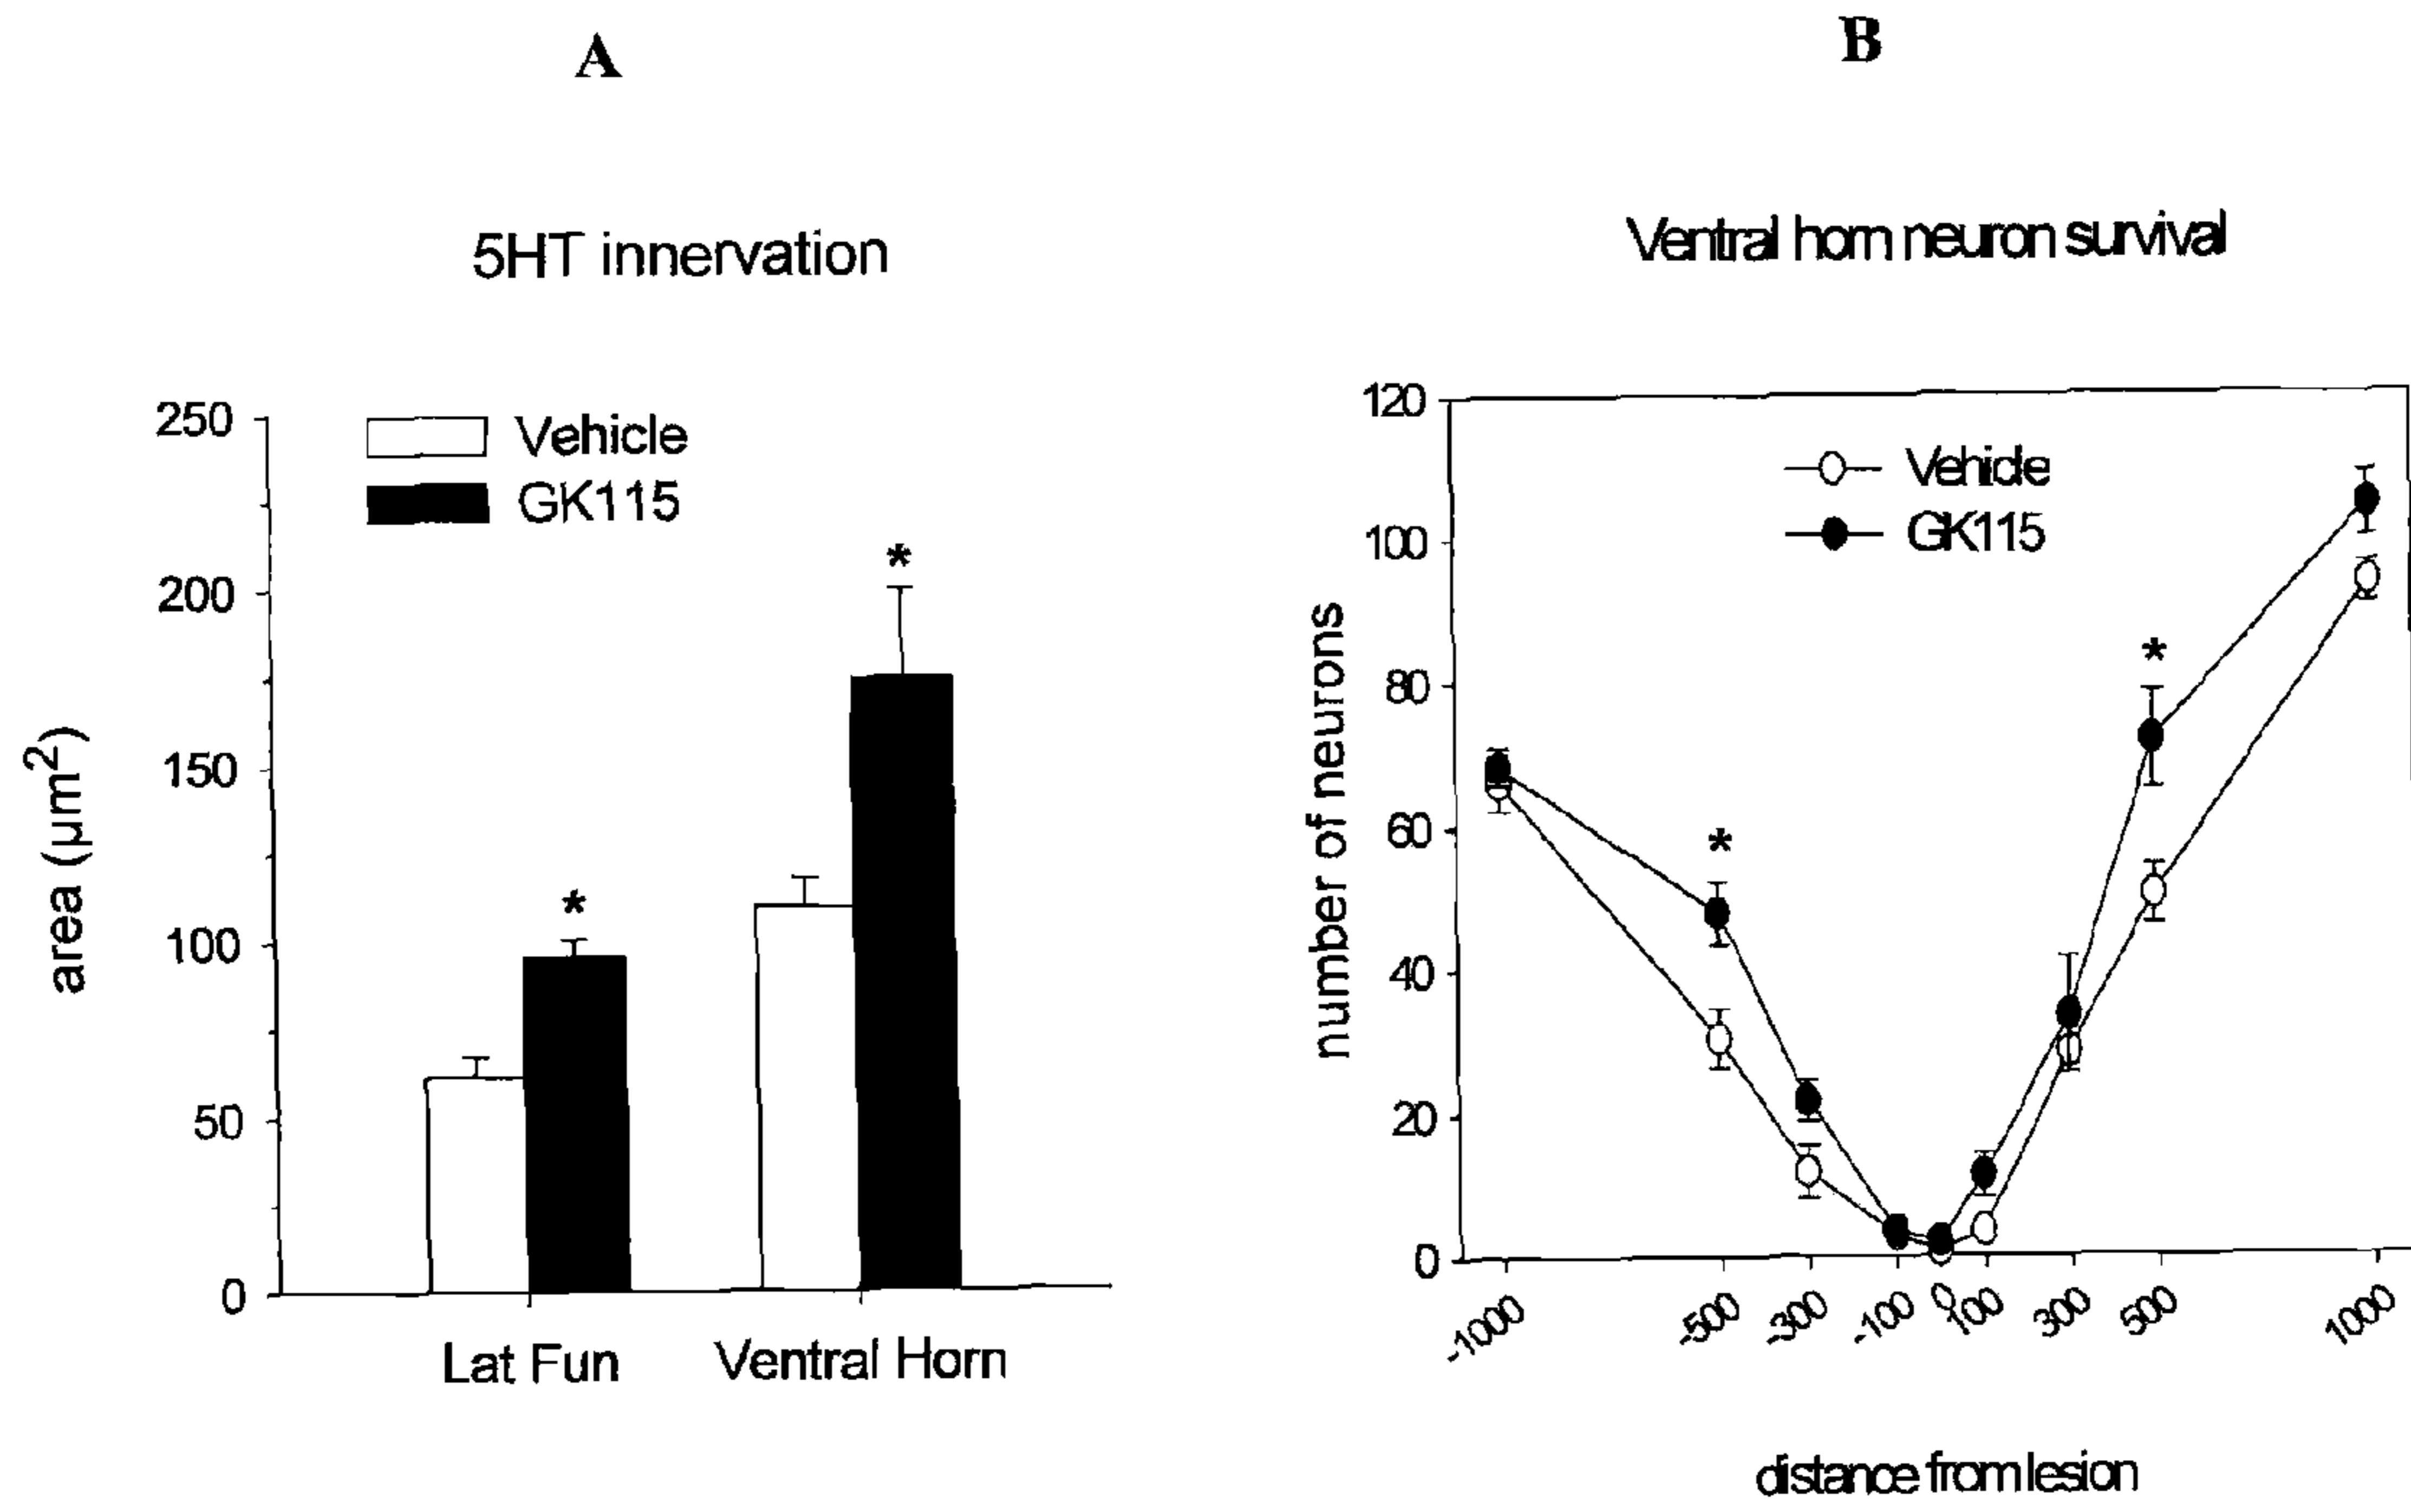 A
5HT innervation
Vehicle
GK115
250
200
150
100
50
0
area (µm²)
*
*
Lat Fun
Ventral Horn
B
Ventral horn neuron survival
Vehicle
GK115
120
100
80
60
40
20
0
number of neurons
*
*
-1000
-500
-300
-100
0
100
300
500
1000
distance from lesion